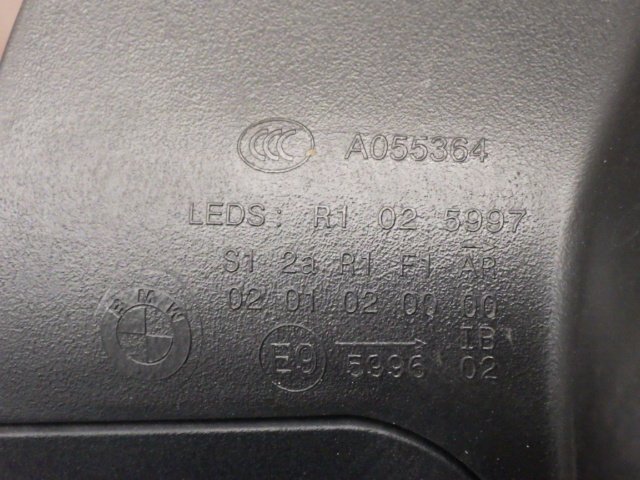 CCC A055364
LEDS: R1 02 5997
S1 2a R1 F1 AR
02 01 02 00 00
IB
E9 5996 02
BMW